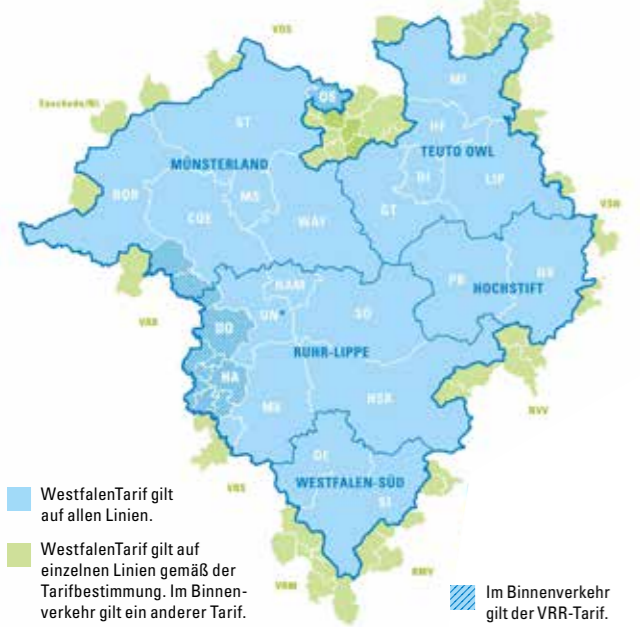 VOS
Enschede/NL
OS
MI
ST
HF
TEUTO OWL
MÜNSTERLAND
BI
LIP
BOR
MS
GT
COE
WAF
VSN
PB
HX
HOCHSTIFT
HAM
UN*
SO
VRR
DO
RUHR-LIPPE
HA
HSK
MK
NVV
OE
VRS
WESTFALEN-SÜD
SI
WestfalenTarif gilt
auf allen Linien.
WestfalenTarif gilt auf
einzelnen Linien gemäß der
Tarifbestimmung. Im Binnen-
verkehr gilt ein anderer Tarif.
VRM
RMV
Im Binnenverkehr
gilt der VRR-Tarif.